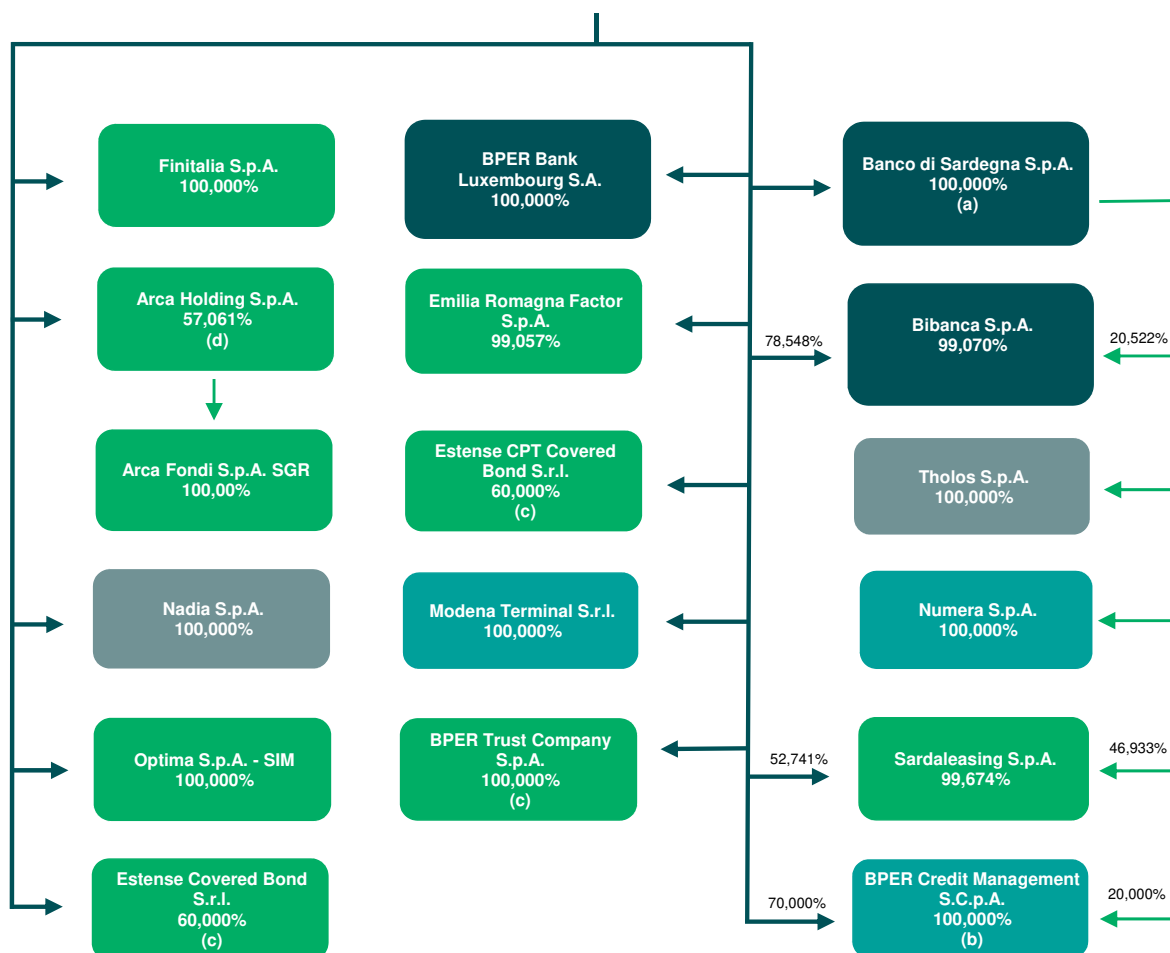 Finitalia S.p.A.
100,000%
BPER Bank
Luxembourg S.A.
100,000%
Banco di Sardegna S.p.A.
100,000%
(a)
Arca Holding S.p.A.
57,061%
(d)
Emilia Romagna Factor
S.p.A.
99,057%
78,548%
Bibanca S.p.A.
99,070%
20,522%
Arca Fondi S.p.A. SGR
100,00%
Estense CPT Covered
Bond S.r.l.
60,000%
(c)
Tholos S.p.A.
100,000%
Nadia S.p.A.
100,000%
Modena Terminal S.r.l.
100,000%
Numera S.p.A.
100,000%
Optima S.p.A. - SIM
100,000%
BPER Trust Company
S.p.A.
100,000%
(c)
52,741%
Sardaleasing S.p.A.
99,674%
46,933%
Estense Covered Bond
S.r.l.
60,000%
(c)
70,000%
BPER Credit Management
S.C.p.A.
100,000%
(b)
20,000%